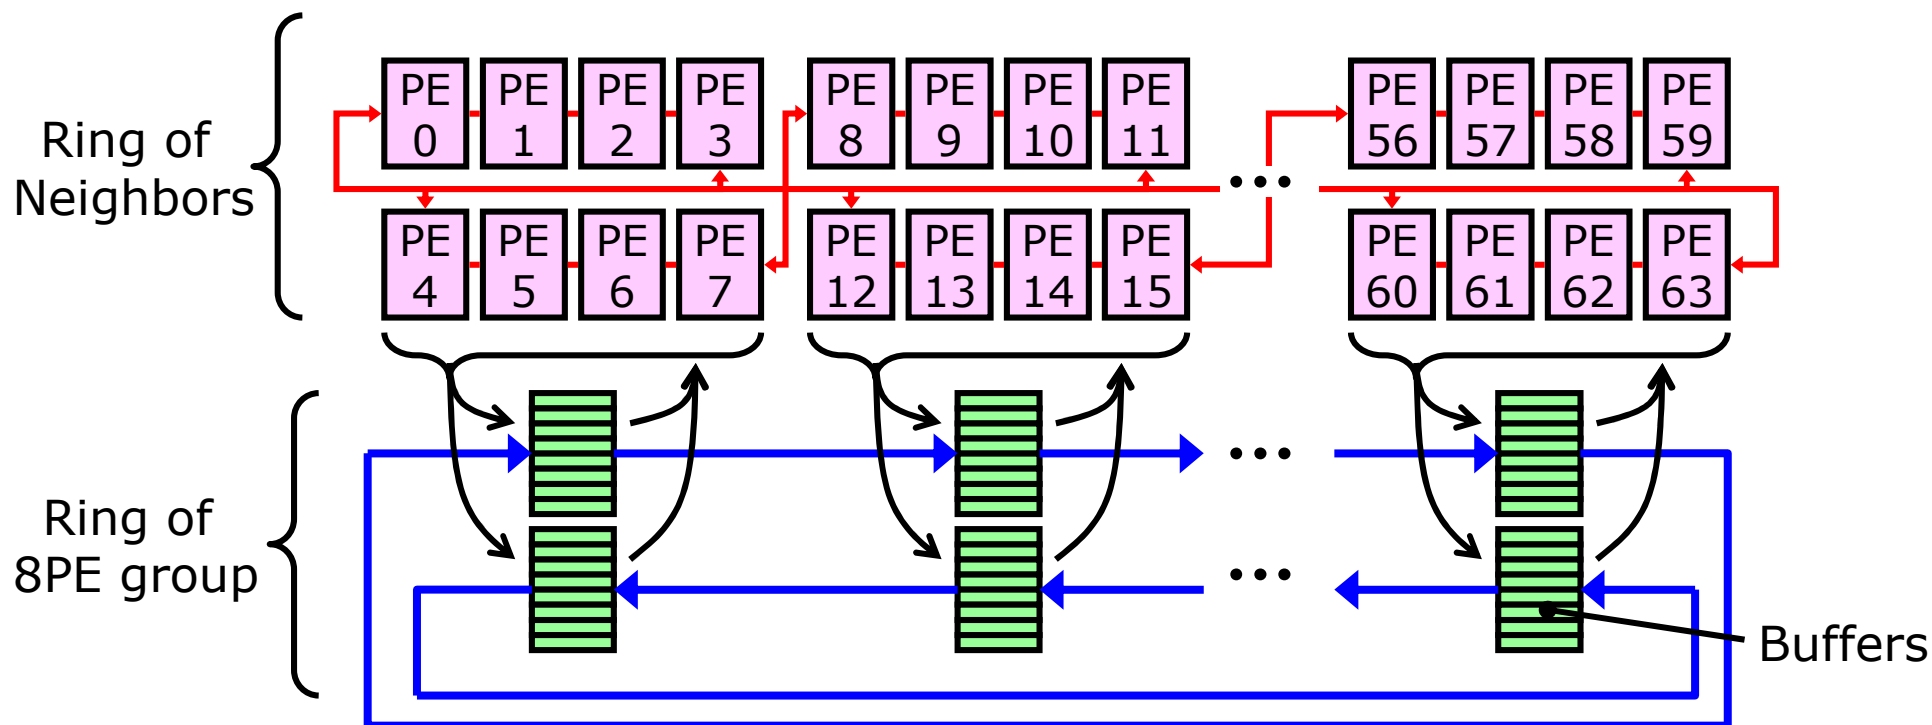 Ring of
Neighbors
PE 0
PE 1
PE 2
PE 3
PE 8
PE 9
PE 10
PE 11
...
PE 56
PE 57
PE 58
PE 59
PE 4
PE 5
PE 6
PE 7
PE 12
PE 13
PE 14
PE 15
PE 60
PE 61
PE 62
PE 63
Ring of
8PE group
...
...
Buffers